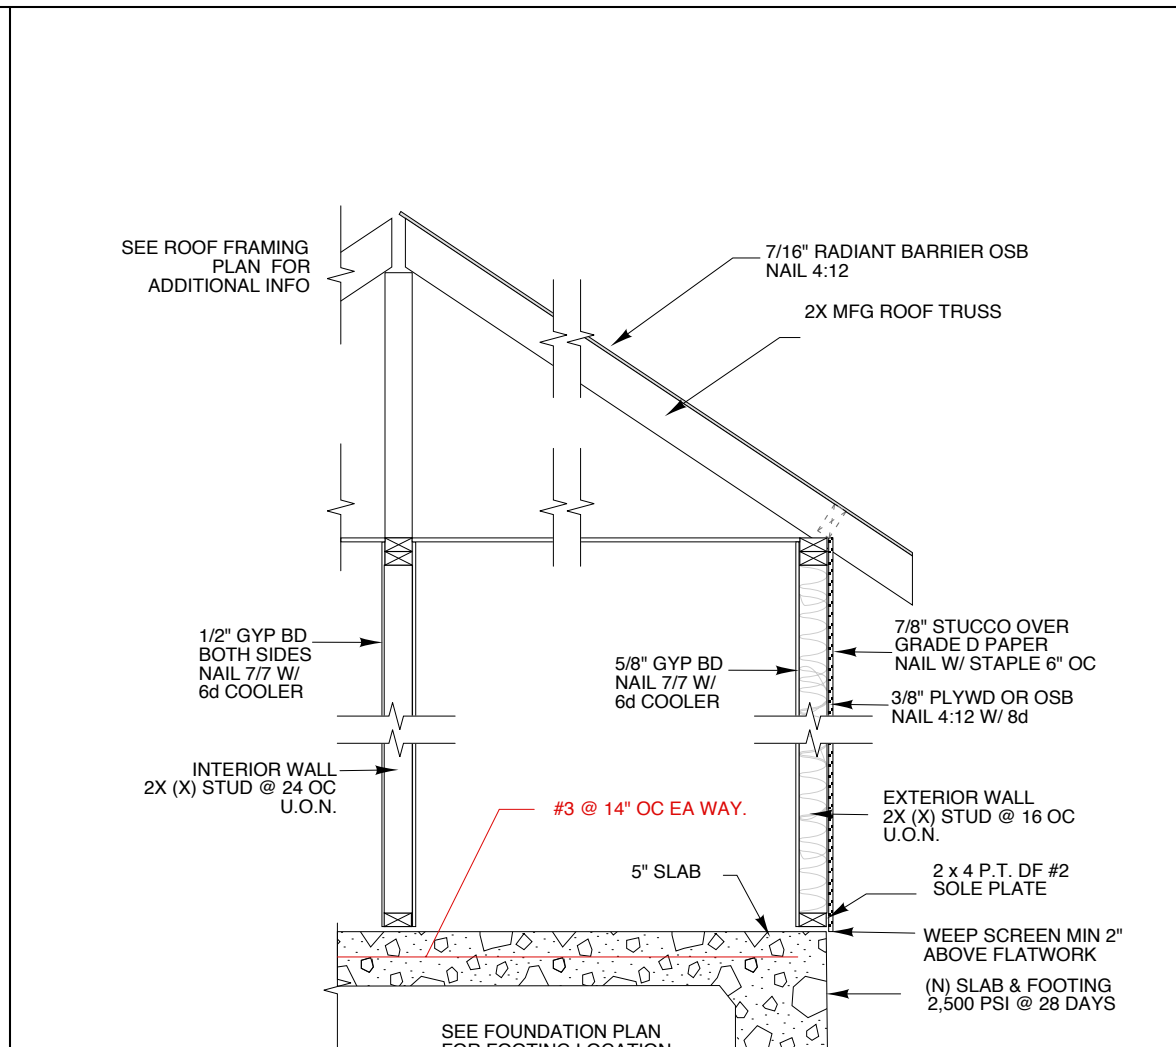 SEE ROOF FRAMING
PLAN FOR
ADDITIONAL INFO
7/16" RADIANT BARRIER OSB
NAIL 4:12
2X MFG ROOF TRUSS
1/2" GYP BD
BOTH SIDES
NAIL 7/7 W/
6d COOLER
5/8" GYP BD
NAIL 7/7 W/
6d COOLER
7/8" STUCCO OVER
GRADE D PAPER
NAIL W/ STAPLE 6" OC
3/8" PLYWD OR OSB
NAIL 4:12 W/ 8d
INTERIOR WALL
2X (X) STUD @ 24 OC
U.O.N.
#3 @ 14" OC EA WAY.
EXTERIOR WALL
2X (X) STUD @ 16 OC
U.O.N.
5" SLAB
2 x 4 P.T. DF #2
SOLE PLATE
WEEP SCREEN MIN 2"
ABOVE FLATWORK
(N) SLAB & FOOTING
2,500 PSI @ 28 DAYS
SEE FOUNDATION PLAN
FOR FOOTING LOCATION